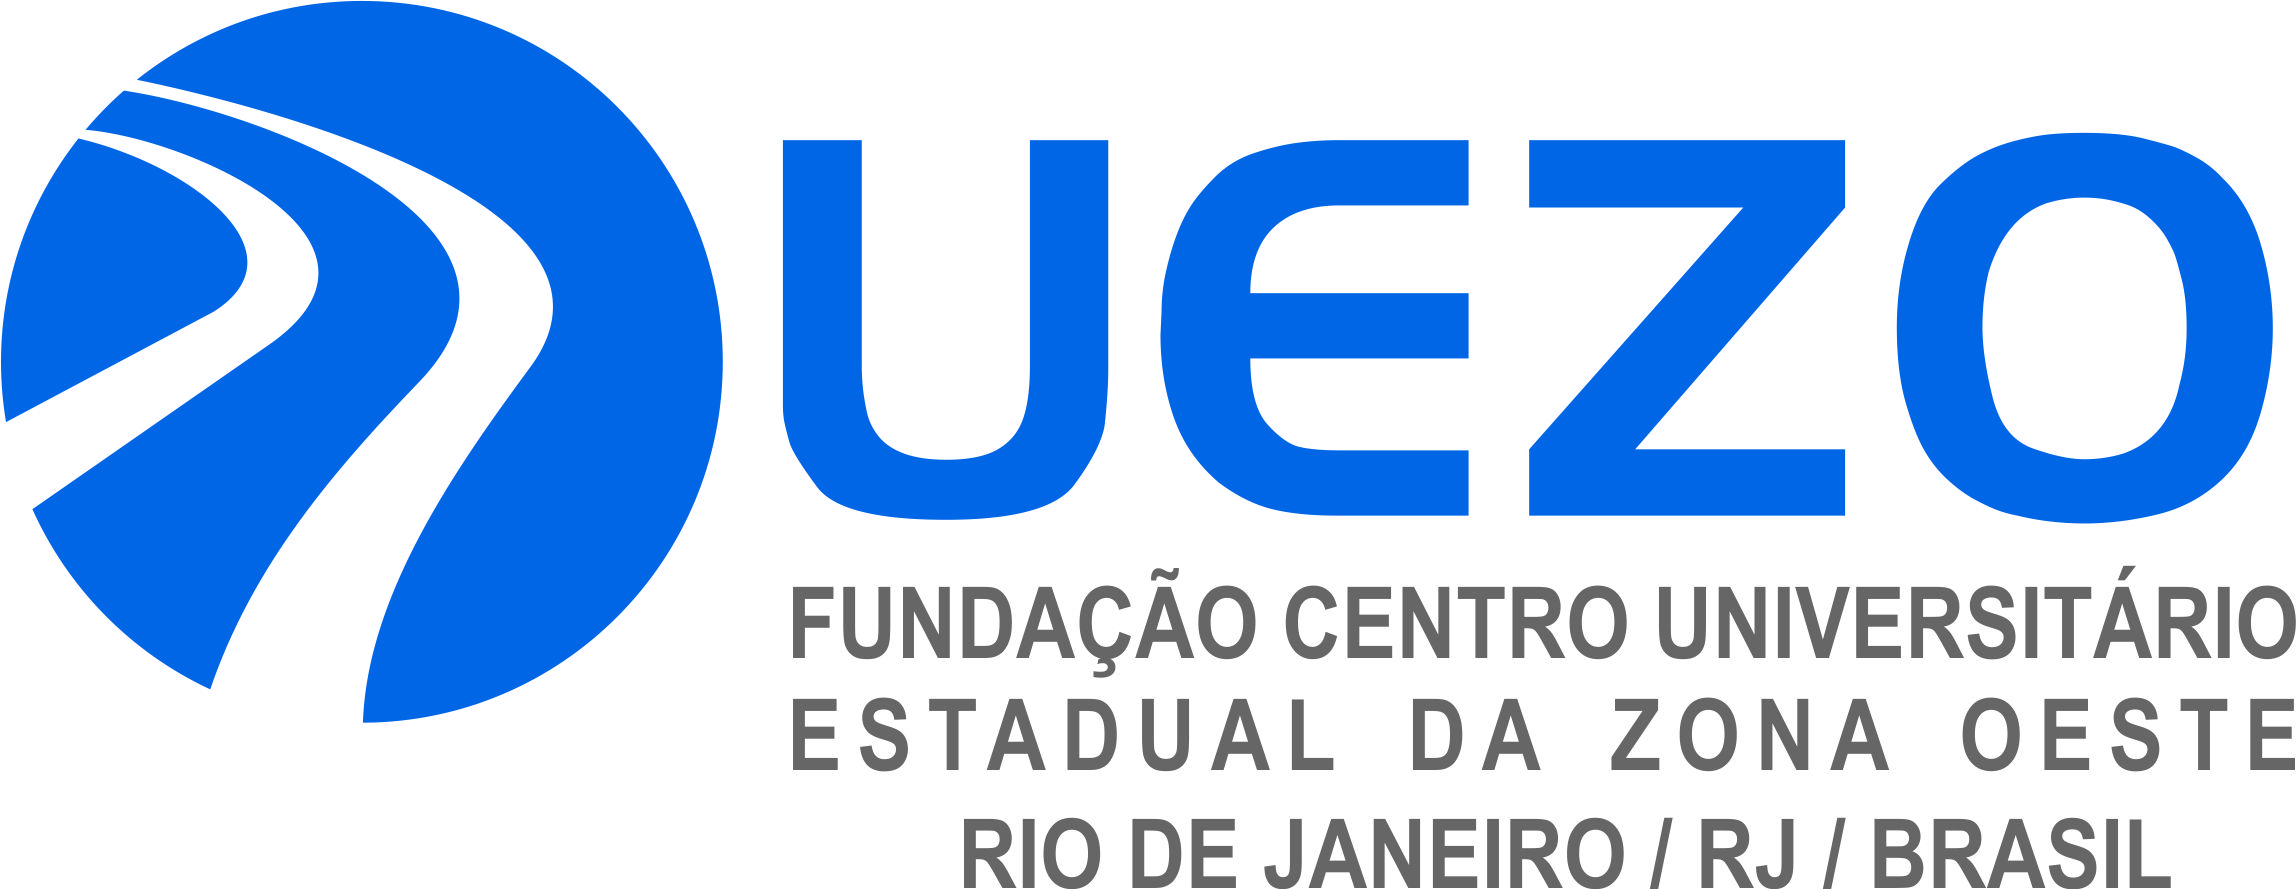 UEZO
FUNDAÇÃO CENTRO UNIVERSITÁRIO
ESTADUAL DA ZONA OESTE
RIO DE JANEIRO / RJ / BRASIL